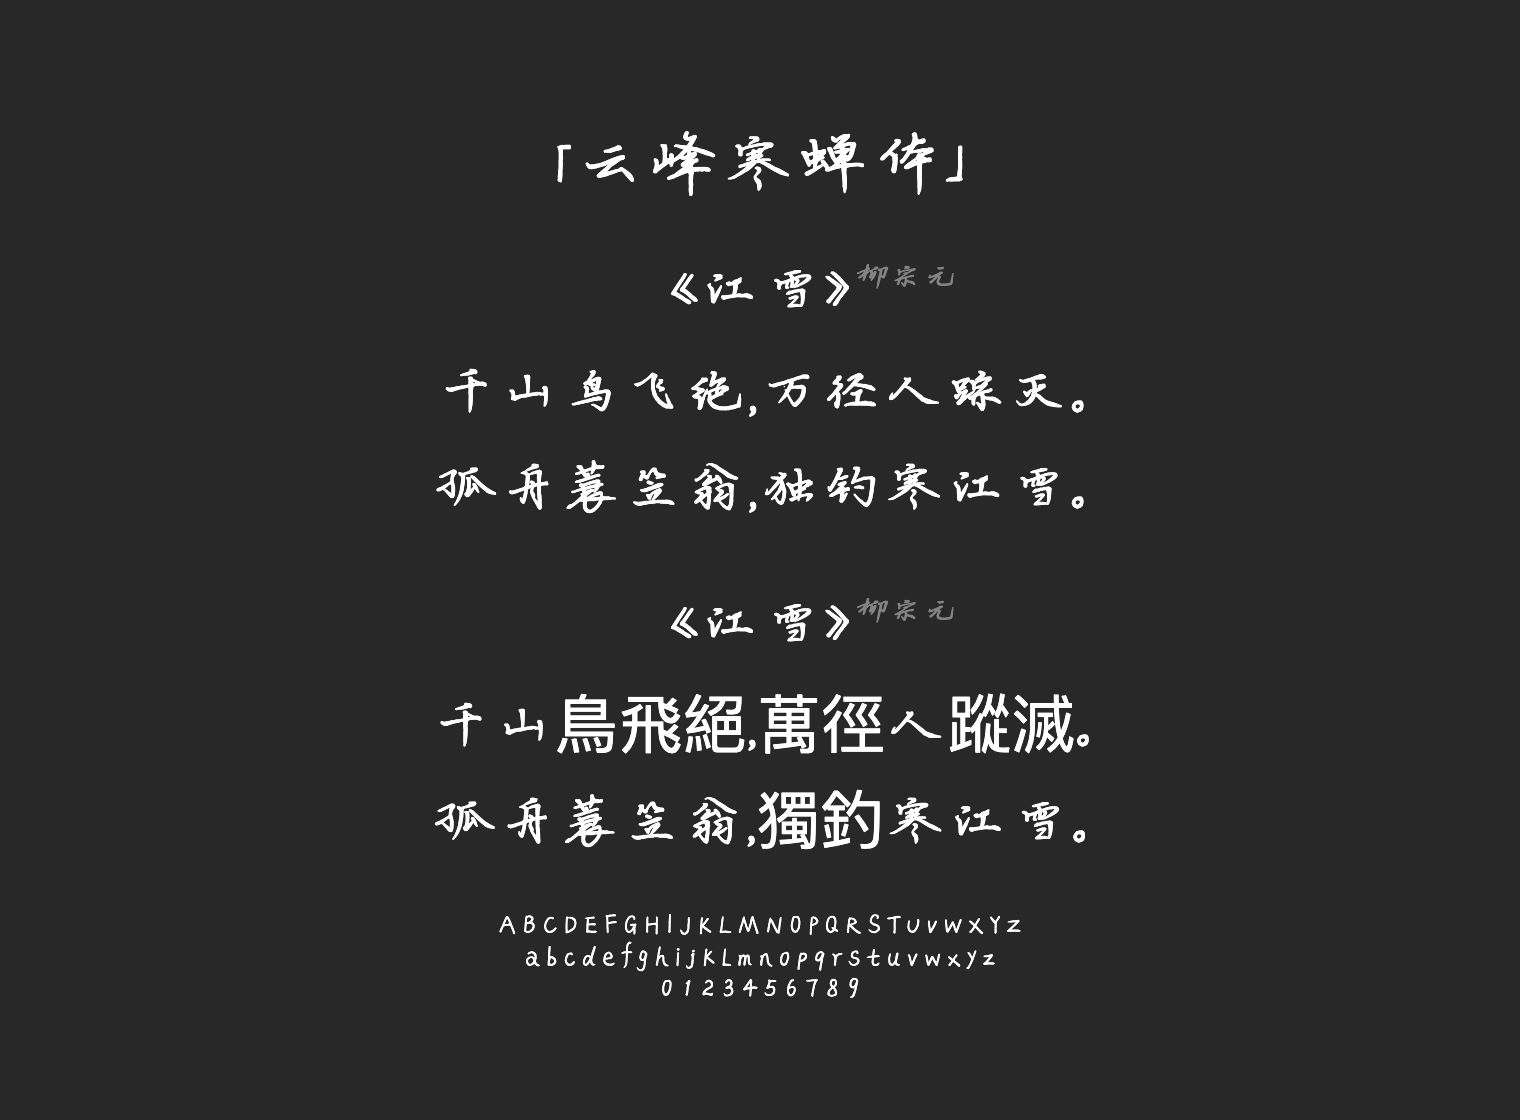 「云峰寒蝉体」
《江雪》柳宗元
千山鸟飞绝,万径人踪灭。
孤舟蓑笠翁,独钓寒江雪。
《江雪》柳宗元
千山鳥飛絕,萬徑人蹤滅。
孤舟蓑笠翁,獨釣寒江雪。
ABCDEFGHIJKLMNOPQRSTUVWXYZ
abcdefghijklmnopqrstuvwxyz
0123456789